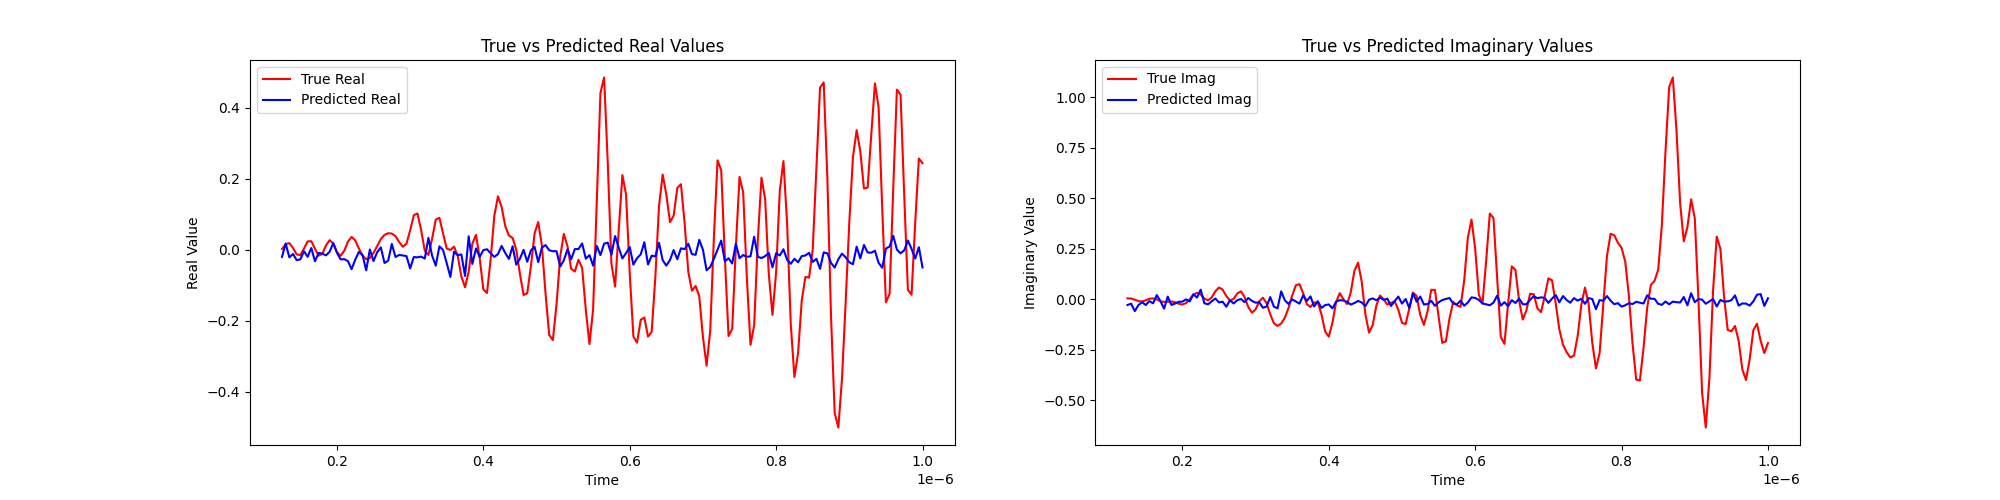 True vs Predicted Real Values
True Real
Predicted Real
Real Value
0.4
0.2
0.0
−0.2
−0.4
0.2
0.4
0.6
0.8
1.0
1e−6
Time
True vs Predicted Imaginary Values
True Imag
Predicted Imag
Imaginary Value
1.00
0.75
0.50
0.25
0.00
−0.25
−0.50
0.2
0.4
0.6
0.8
1.0
1e−6
Time